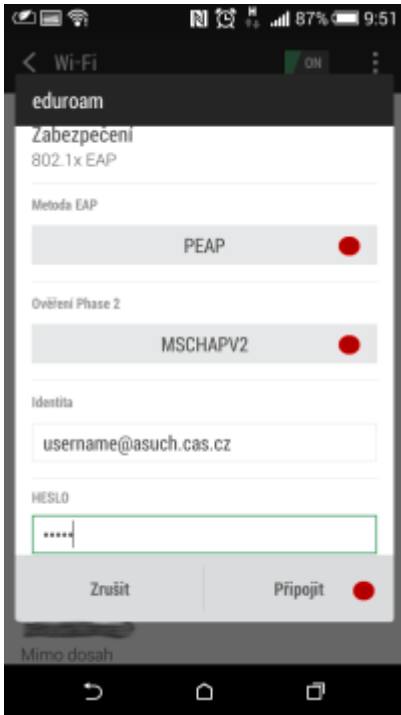 87% 9:51
Wi-Fi ON
eduroam
Zabezpečení
802.1x EAP
Metoda EAP
PEAP
Ověření Phase 2
MSCHAPV2
Identita
username@asuch.cas.cz
HESLO
•••••
Zrušit Připojit
Mimo dosah